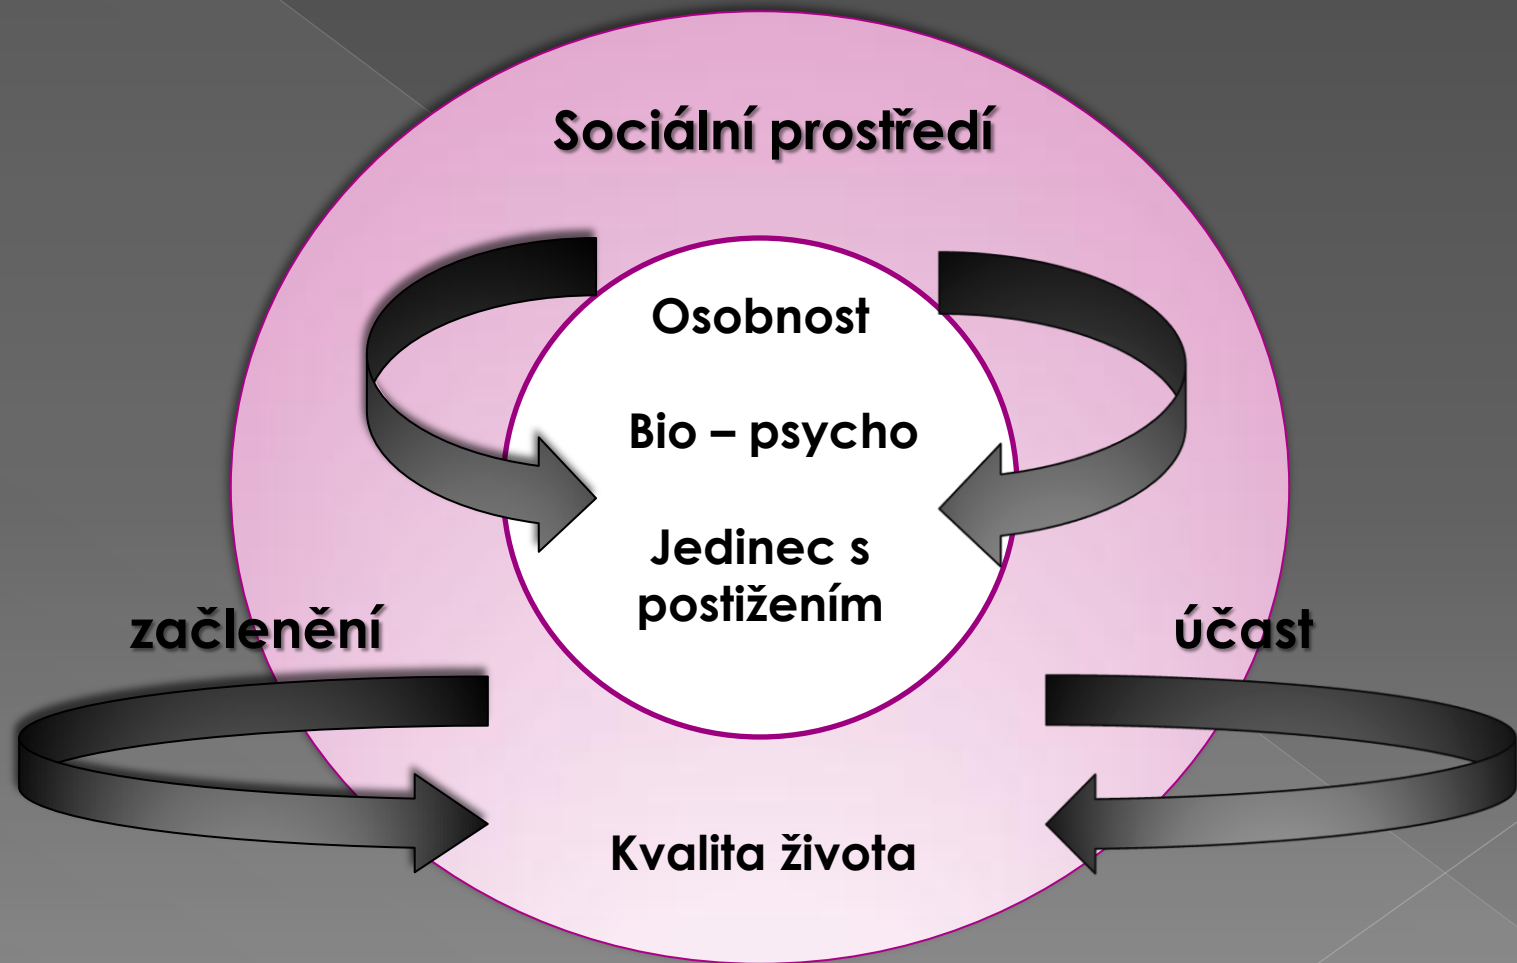 Sociální prostředí
Osobnost
Bio – psycho
Jedinec s
postižením
začlenění
účast
Kvalita života